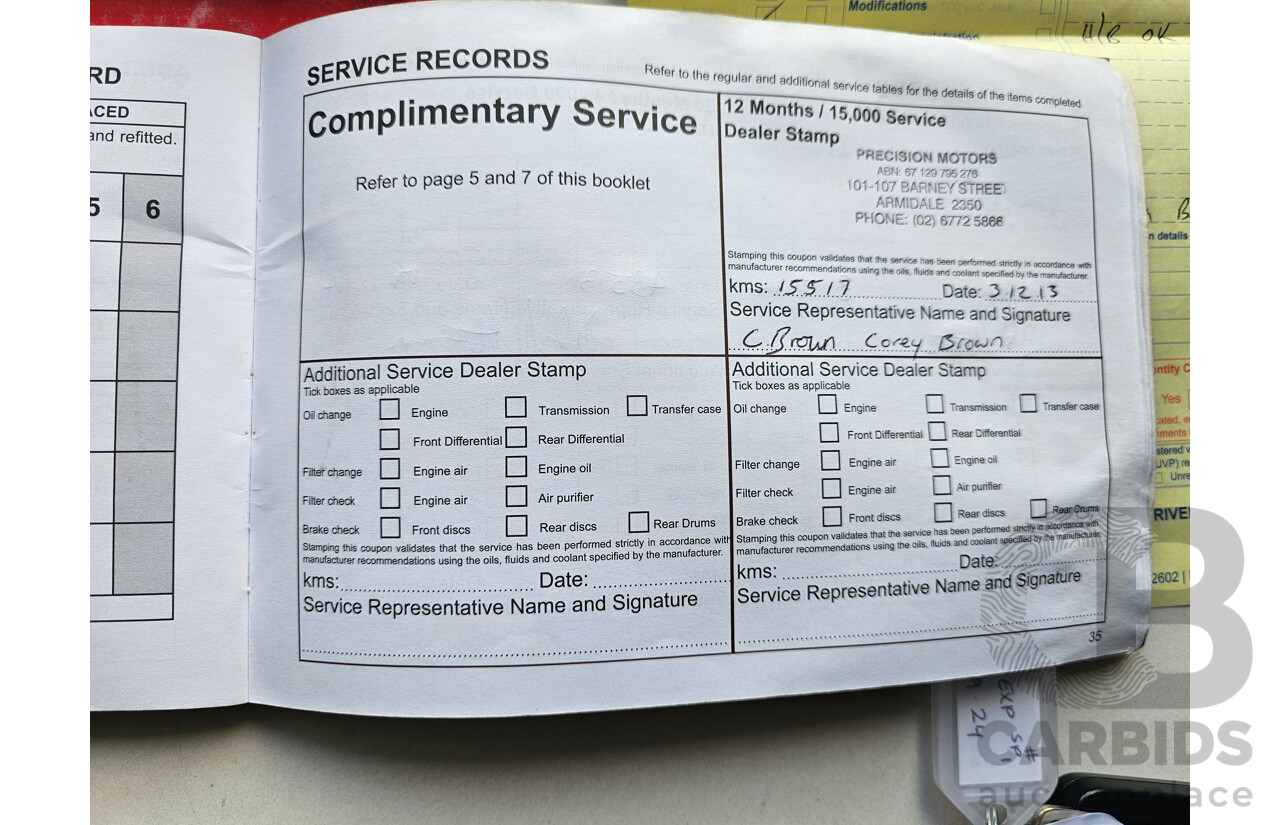 RD
ACED
and refitted.
5
6
SERVICE RECORDS
Refer to the regular and additional service tables for the details of the items completed
Complimentary Service
Refer to page 5 and 7 of this booklet
12 Months / 15,000 Service
Dealer Stamp
PRECISION MOTORS
ABN: 67 129 795 278
101-107 BARNEY STREET
ARMIDALE 2350
PHONE: (02) 6772 5866
Stamping this coupon validates that the service has been performed strictly in accordance with
manufacturer recommendations using the oils, fluids and coolant specified by the manufacturer.
kms: 15517 Date: 3.12.13
Service Representative Name and Signature
C.Brown Corey Brown
Additional Service Dealer Stamp
Tick boxes as applicable
Oil change Engine Transmission Transfer case
Front Differential Rear Differential
Filter change Engine air Engine oil
Filter check Engine air Air purifier
Brake check Front discs Rear discs Rear Drums
Stamping this coupon validates that the service has been performed strictly in accordance with
manufacturer recommendations using the oils, fluids and coolant specified by the manufacturer.
kms: Date:
Service Representative Name and Signature
Additional Service Dealer Stamp
Tick boxes as applicable
Oil change Engine Transmission Transfer case
Front Differential Rear Differential
Filter change Engine air Engine oil
Filter check Engine air Air purifier
Brake check Front discs Rear discs Rear Drums
Stamping this coupon validates that the service has been performed strictly in accordance with
manufacturer recommendations using the oils, fluids and coolant specified by the manufacturer.
kms: Date:
Service Representative Name and Signature
35
Modifications
OK
B
n details
ntity C
Yes
stered v
UVP) re
Unre
RIVE
2602 |
EXP SP1
24
#
CARBIDS